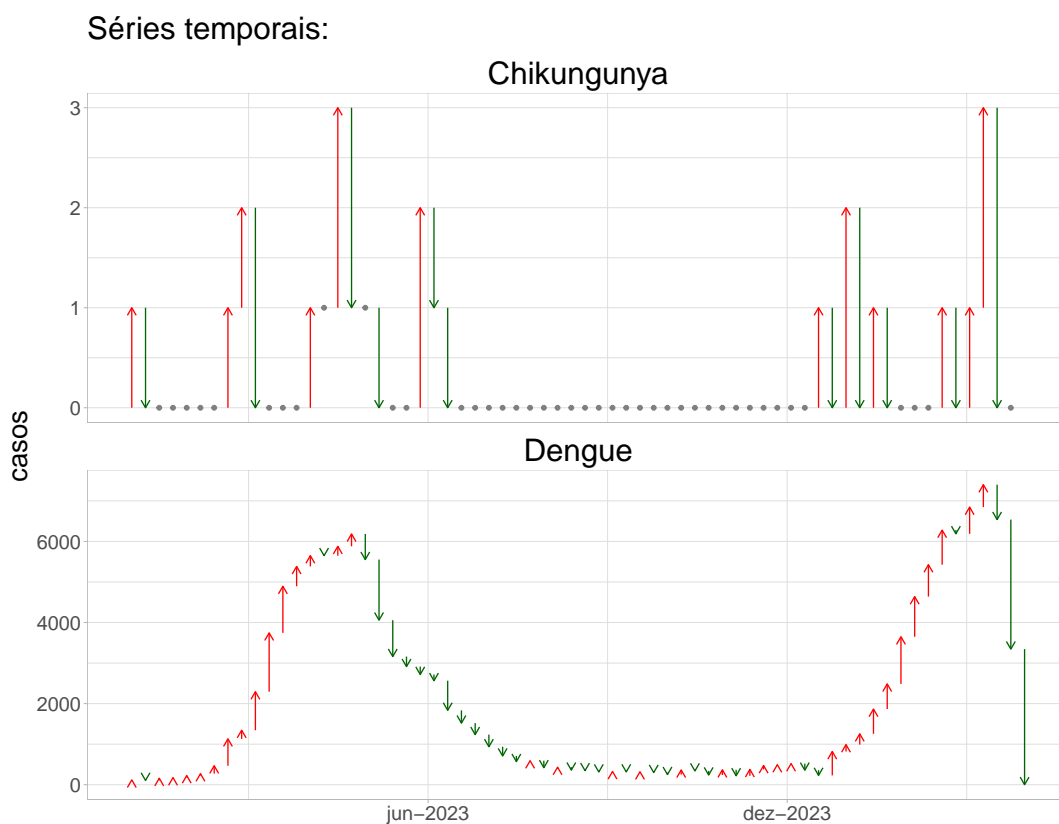 Séries temporais:
Chikungunya
3
2
1
0
casos
Dengue
6000
4000
2000
0
jun−2023
dez−2023